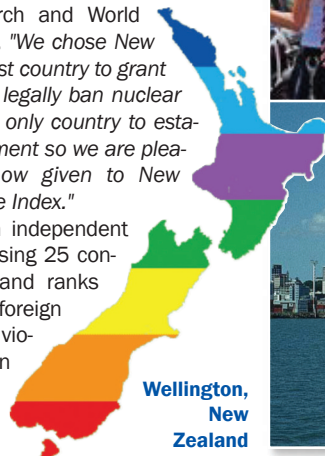 rch and World
"We chose New
st country to grant
legally ban nuclear
only country to esta-
ment so we are plea-
ow given to New
e Index."
independent
sing 25 con-
and ranks
foreign
vio-
n
Wellington,
New
Zealand